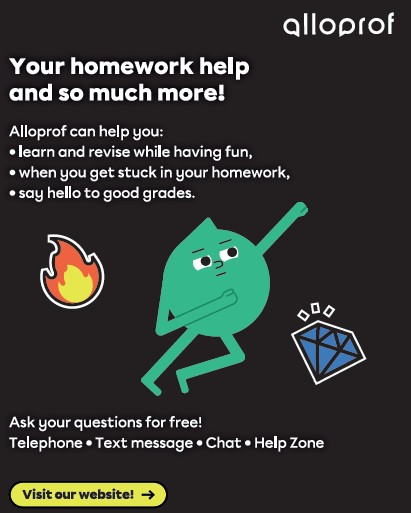 alloprof
Your homework help
and so much more!
Alloprof can help you:
• learn and revise while having fun,
• when you get stuck in your homework,
• say hello to good grades.
Ask your questions for free!
Telephone • Text message • Chat • Help Zone
Visit our website! →